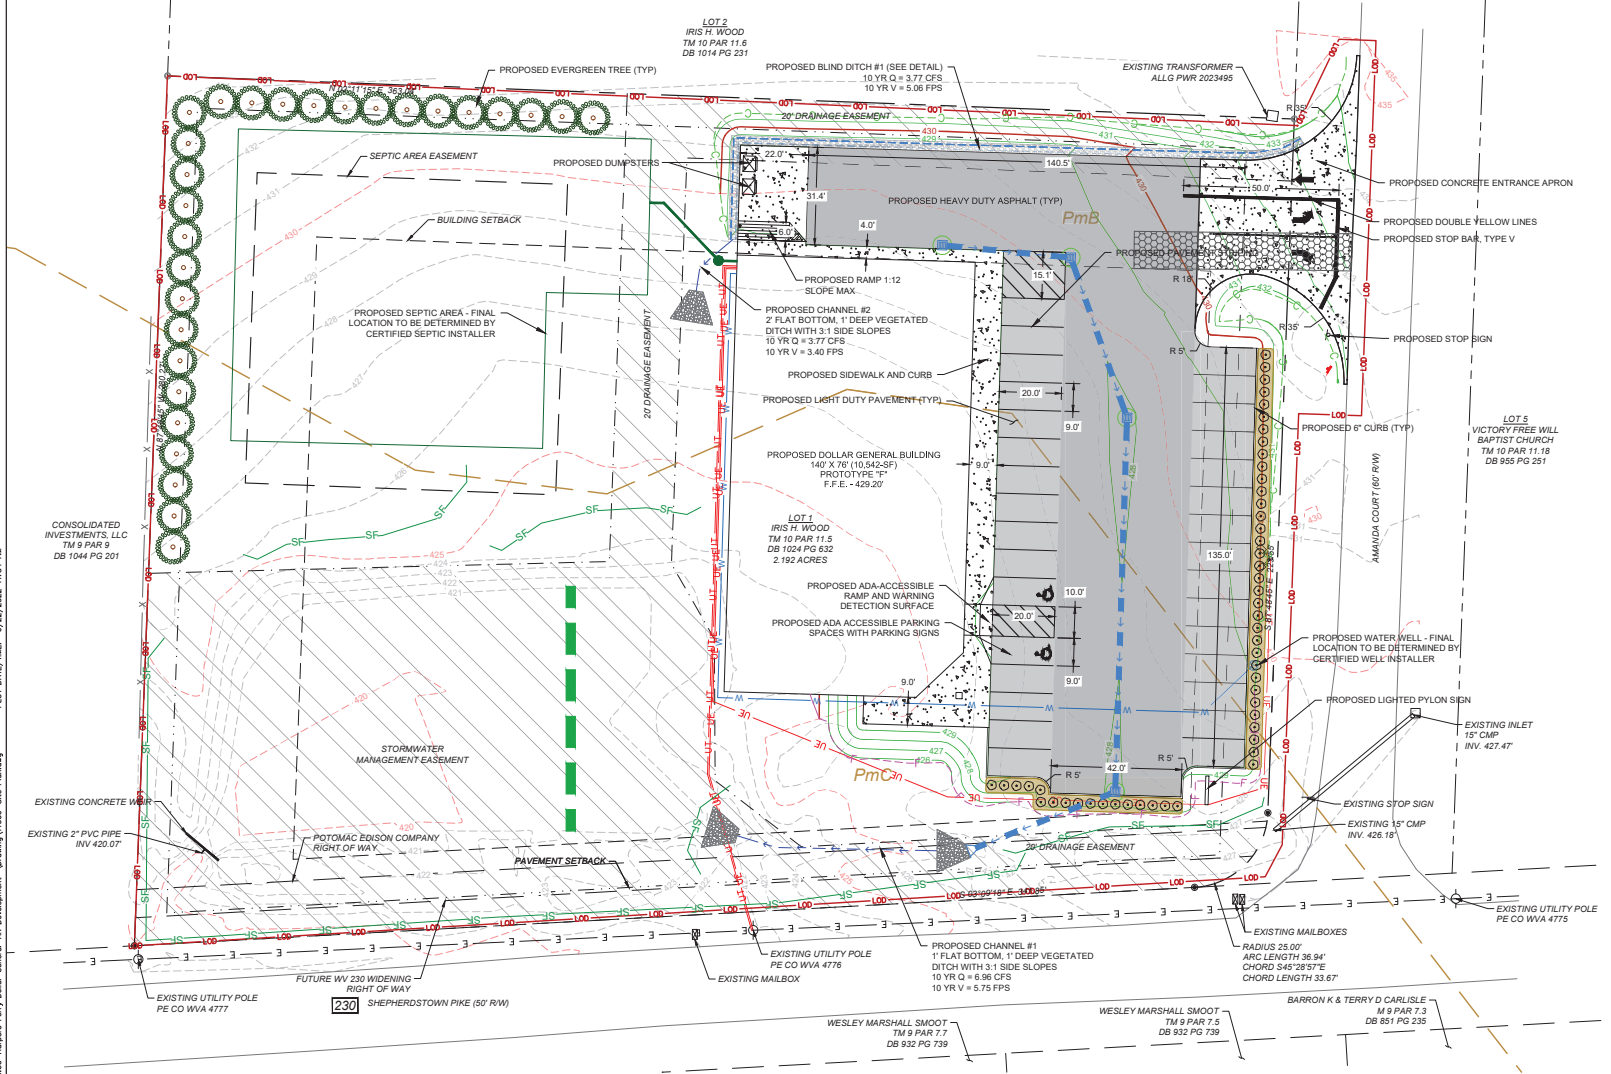 LOT 2
IRIS H. WOOD
TM 10 PAR 11.6
DB 1014 PG 231
PROPOSED EVERGREEN TREE (TYP)
PROPOSED BLIND DITCH #1 (SEE DETAIL)
10 YR Q = 3.77 CFS
10 YR V = 5.06 FPS
EXISTING TRANSFORMER
ALLG PWR 2023495
R 35'
20' DRAINAGE EASEMENT
SEPTIC AREA EASEMENT
PROPOSED DUMPSTERS
22.0'
140.5'
50.0'
31.4'
PROPOSED CONCRETE ENTRANCE APRON
PROPOSED HEAVY DUTY ASPHALT (TYP)
PmB
BUILDING SETBACK
6.0'
4.0'
PROPOSED DOUBLE YELLOW LINES
PROPOSED STOP BAR, TYPE V
15.1'
R 18'
PROPOSED RAMP 1:12
SLOPE MAX
PROPOSED SEPTIC AREA - FINAL
LOCATION TO BE DETERMINED BY
CERTIFIED SEPTIC INSTALLER
PROPOSED CHANNEL #2
2' FLAT BOTTOM, 1' DEEP VEGETATED
DITCH WITH 3:1 SIDE SLOPES
10 YR Q = 3.77 CFS
10 YR V = 3.40 FPS
20' DRAINAGE EASEMENT
R 35'
R 5'
PROPOSED STOP SIGN
PROPOSED SIDEWALK AND CURB
20.0'
PROPOSED LIGHT DUTY PAVEMENT (TYP)
9.0'
PROPOSED 6" CURB (TYP)
LOT 5
VICTORY FREE WILL
BAPTIST CHURCH
TM 10 PAR 11.18
DB 955 PG 251
PROPOSED DOLLAR GENERAL BUILDING
140' X 76' (10,542-SF)
PROTOTYPE "F"
F.F.E. - 429.20'
9.0'
AMANDA COURT (60' R/W)
LOT 1
IRIS H. WOOD
TM 10 PAR 11.5
DB 1024 PG 632
2.192 ACRES
CONSOLIDATED
INVESTMENTS, LLC
TM 9 PAR 9
DB 1044 PG 201
135.0'
PROPOSED ADA-ACCESSIBLE
RAMP AND WARNING
DETECTION SURFACE
10.0'
20.0'
PROPOSED ADA ACCESSIBLE PARKING
SPACES WITH PARKING SIGNS
PROPOSED WATER WELL - FINAL
LOCATION TO BE DETERMINED BY
CERTIFIED WELL INSTALLER
9.0'
9.0'
PROPOSED LIGHTED PYLON SIGN
EXISTING INLET
15" CMP
INV. 427.47'
STORMWATER
MANAGEMENT EASEMENT
PmC
R 5'
42.0'
R 5'
EXISTING CONCRETE WEIR
EXISTING STOP SIGN
EXISTING 2" PVC PIPE
INV 420.07'
POTOMAC EDISON COMPANY
RIGHT OF WAY
EXISTING 15" CMP
INV. 426.18'
20' DRAINAGE EASEMENT
PAVEMENT SETBACK
EXISTING UTILITY POLE
PE CO WVA 4775
EXISTING MAILBOXES
PROPOSED CHANNEL #1
1' FLAT BOTTOM, 1' DEEP VEGETATED
DITCH WITH 3:1 SIDE SLOPES
10 YR Q = 6.96 CFS
10 YR V = 5.75 FPS
RADIUS 25.00'
ARC LENGTH 36.94'
CHORD S45°28'57"E
CHORD LENGTH 33.67'
EXISTING UTILITY POLE
PE CO WVA 4776
EXISTING MAILBOX
FUTURE WV 230 WIDENING
RIGHT OF WAY
EXISTING UTILITY POLE
PE CO WVA 4777
230
SHEPHERDSTOWN PIKE (50' R/W)
WESLEY MARSHALL SMOOT
TM 9 PAR 7.7
DB 932 PG 739
WESLEY MARSHALL SMOOT
TM 9 PAR 7.5
DB 932 PG 739
BARRON K & TERRY D CARLISLE
M 9 PAR 7.3
DB 851 PG 235